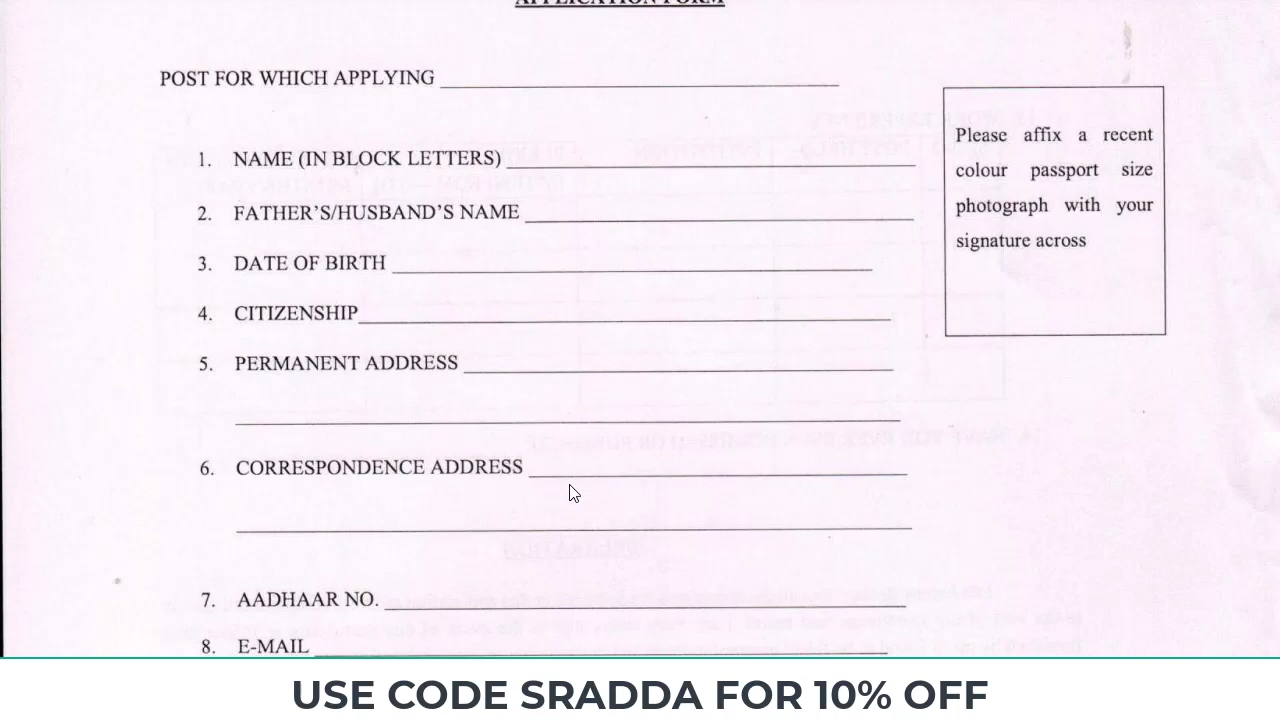 APPLICATION FORM
POST FOR WHICH APPLYING
Please affix a recent
colour passport size
photograph with your
signature across
1. NAME (IN BLOCK LETTERS)
2. FATHER'S/HUSBAND'S NAME
3. DATE OF BIRTH
4. CITIZENSHIP
5. PERMANENT ADDRESS
6. CORRESPONDENCE ADDRESS
7. AADHAAR NO.
8. E-MAIL
USE CODE SRADDA FOR 10% OFF